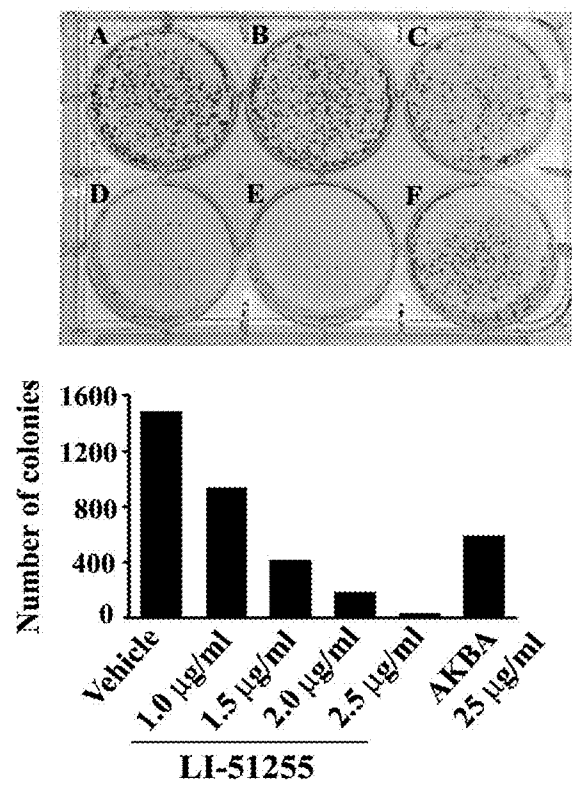 A B C
D E F
Number of colonies
1600
1200
800
400
0
Vehicle
1.0 µg/ml
1.5 µg/ml
2.0 µg/ml
2.5 µg/ml
AKBA
25 µg/ml
LI-51255